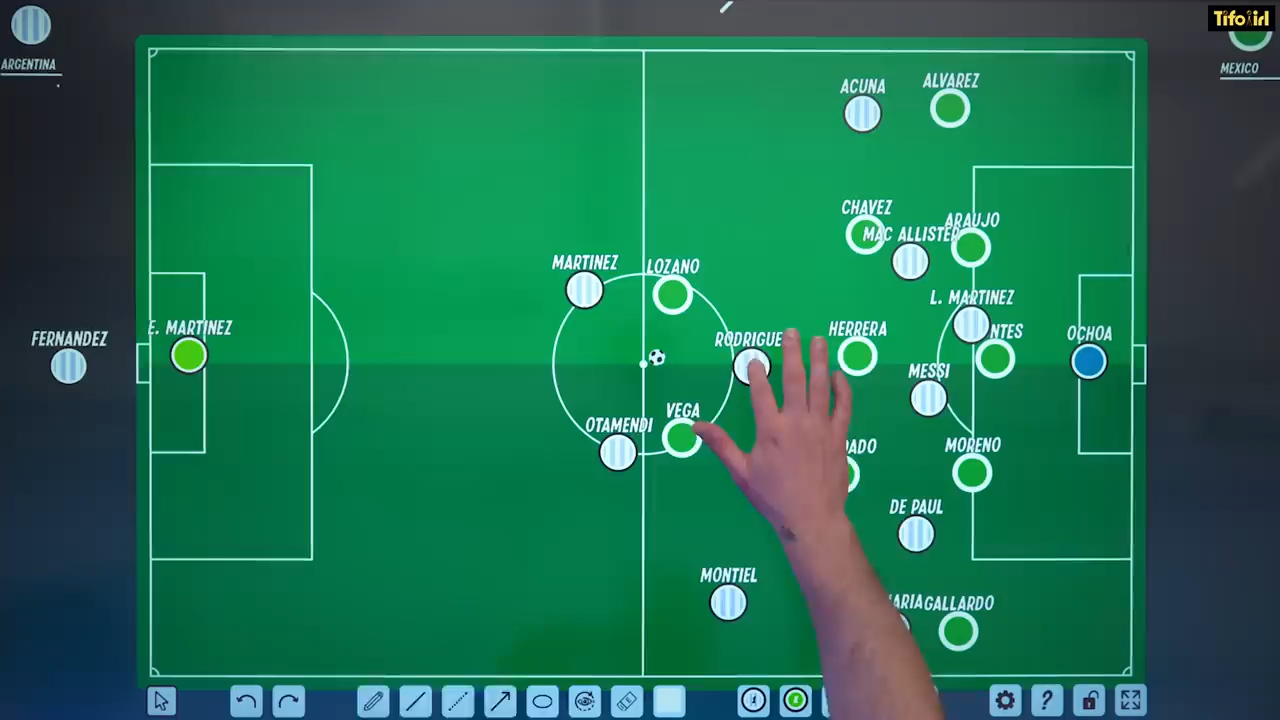 Tifo irl
ARGENTINA
MEXICO
ACUNA
ALVAREZ
CHAVEZ
ARAUJO
MAC ALLISTER
MARTINEZ
LOZANO
L. MARTINEZ
E. MARTINEZ
FERNANDEZ
HERRERA
OCHOA
MESSI
VEGA
OTAMENDI
MORENO
DE PAUL
MONTIEL
GALLARDO
?